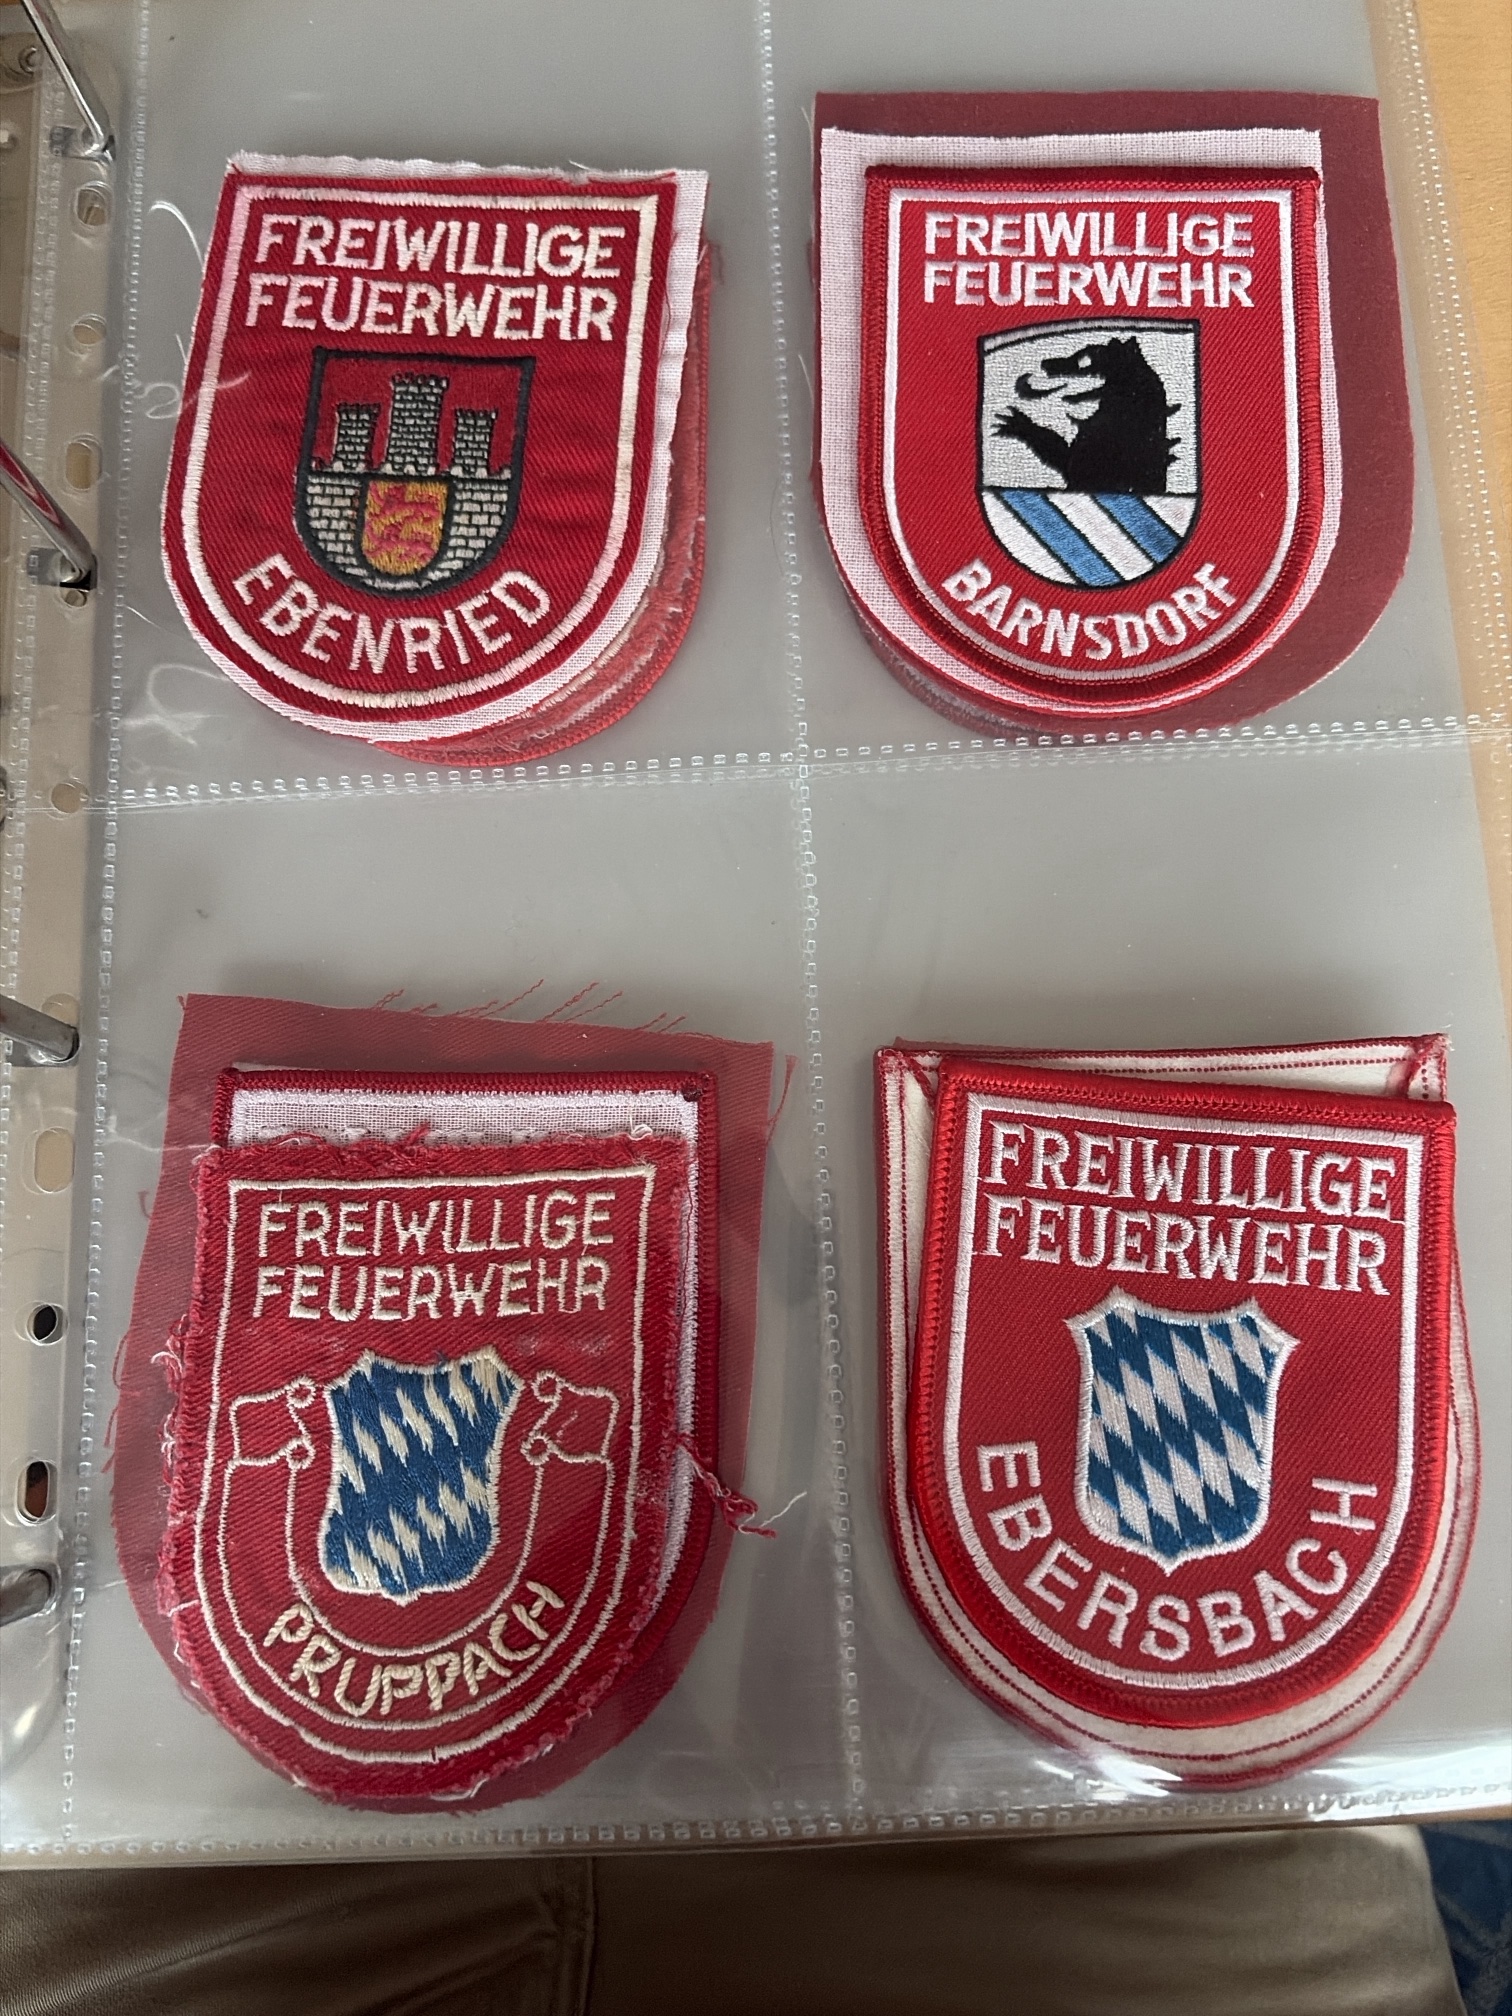 FREIWILLIGE
FEUERWEHR
EBENRIED
FREIWILLIGE
FEUERWEHR
BARNSDORF
FREIWILLIGE
FEUERWEHR
PRUPPACH
FREIWILLIGE
FEUERWEHR
EBERSBACH